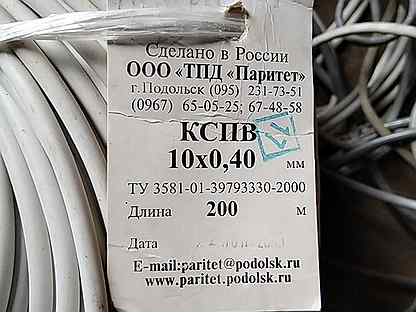 Сделано в России
ООО «ТПД «Паритет»
г.Подольск (095) 231-73-51
(0967) 65-05-25; 67-48-58
КСПВ
10х0,40 мм
ТУ 3581-01-39793330-2000
Длина 200 м
Дата
E-mail:paritet@podolsk.ru
www.paritet.podolsk.ru